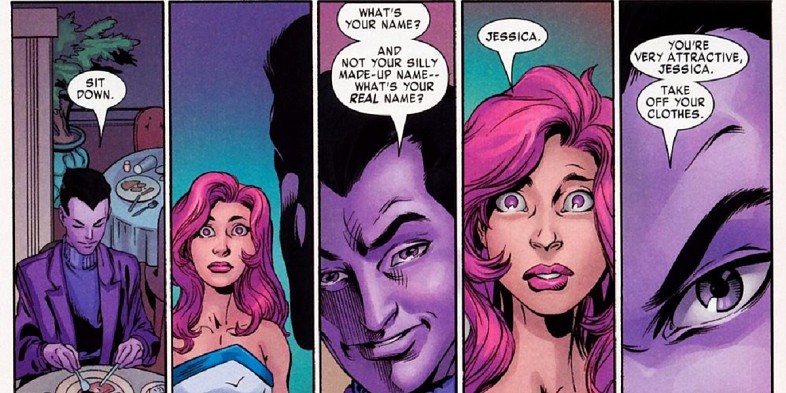 SIT
DOWN.
WHAT'S
YOUR NAME?
AND
NOT YOUR SILLY
MADE-UP NAME--
WHAT'S YOUR
REAL NAME?
JESSICA.
YOU'RE
VERY ATTRACTIVE,
JESSICA.
TAKE
OFF YOUR
CLOTHES.